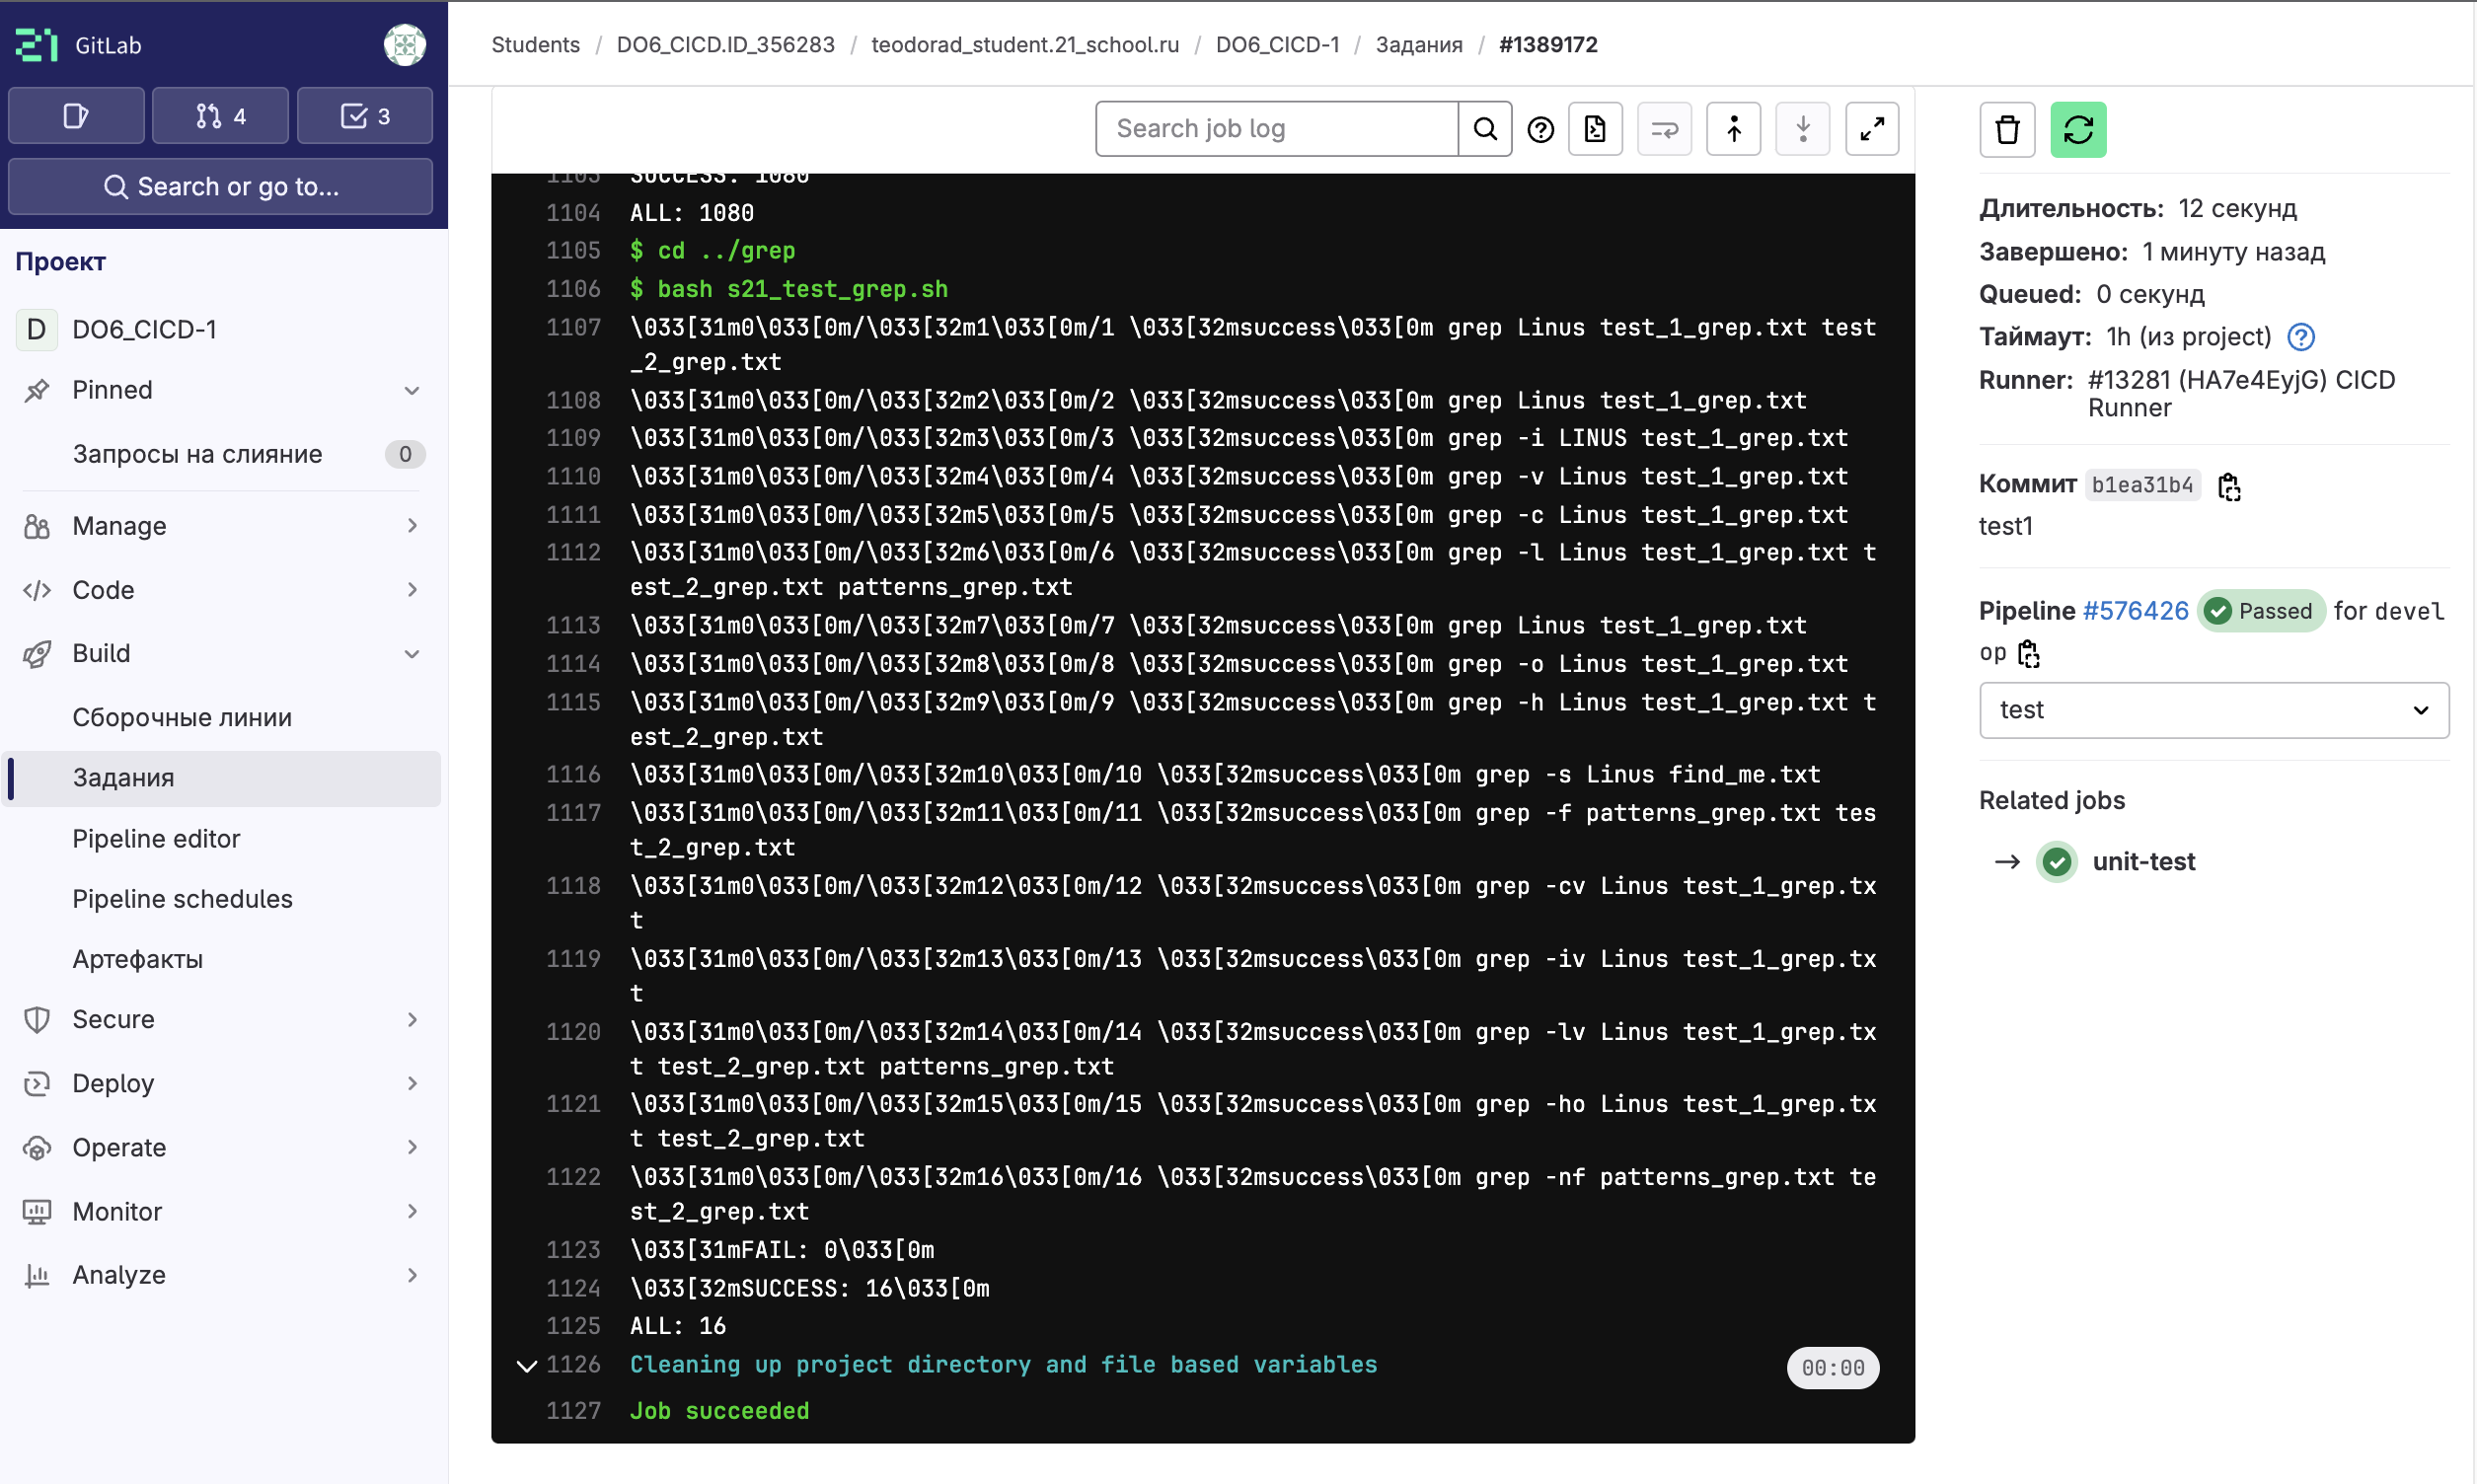 GitLab
4
3
Search or go to...
Проект
D DO6_CICD-1
Pinned
Запросы на слияние 0
Manage
Code
Build
Сборочные линии
Задания
Pipeline editor
Pipeline schedules
Артефакты
Secure
Deploy
Operate
Monitor
Analyze
Students / DO6_CICD.ID_356283 / teodorad_student.21_school.ru / DO6_CICD-1 / Задания / #1389172
Search job log
1103 SUCCESS: 1080
1104 ALL: 1080
1105 $ cd ../grep
1106 $ bash s21_test_grep.sh
1107 \033[31m0\033[0m/\033[32m1\033[0m/1 \033[32msuccess\033[0m grep Linus test_1_grep.txt test
_2_grep.txt
1108 \033[31m0\033[0m/\033[32m2\033[0m/2 \033[32msuccess\033[0m grep Linus test_1_grep.txt
1109 \033[31m0\033[0m/\033[32m3\033[0m/3 \033[32msuccess\033[0m grep -i LINUS test_1_grep.txt
1110 \033[31m0\033[0m/\033[32m4\033[0m/4 \033[32msuccess\033[0m grep -v Linus test_1_grep.txt
1111 \033[31m0\033[0m/\033[32m5\033[0m/5 \033[32msuccess\033[0m grep -c Linus test_1_grep.txt
1112 \033[31m0\033[0m/\033[32m6\033[0m/6 \033[32msuccess\033[0m grep -l Linus test_1_grep.txt t
est_2_grep.txt patterns_grep.txt
1113 \033[31m0\033[0m/\033[32m7\033[0m/7 \033[32msuccess\033[0m grep Linus test_1_grep.txt
1114 \033[31m0\033[0m/\033[32m8\033[0m/8 \033[32msuccess\033[0m grep -o Linus test_1_grep.txt
1115 \033[31m0\033[0m/\033[32m9\033[0m/9 \033[32msuccess\033[0m grep -h Linus test_1_grep.txt t
est_2_grep.txt
1116 \033[31m0\033[0m/\033[32m10\033[0m/10 \033[32msuccess\033[0m grep -s Linus find_me.txt
1117 \033[31m0\033[0m/\033[32m11\033[0m/11 \033[32msuccess\033[0m grep -f patterns_grep.txt tes
t_2_grep.txt
1118 \033[31m0\033[0m/\033[32m12\033[0m/12 \033[32msuccess\033[0m grep -cv Linus test_1_grep.tx
t
1119 \033[31m0\033[0m/\033[32m13\033[0m/13 \033[32msuccess\033[0m grep -iv Linus test_1_grep.tx
t
1120 \033[31m0\033[0m/\033[32m14\033[0m/14 \033[32msuccess\033[0m grep -lv Linus test_1_grep.tx
t test_2_grep.txt patterns_grep.txt
1121 \033[31m0\033[0m/\033[32m15\033[0m/15 \033[32msuccess\033[0m grep -ho Linus test_1_grep.tx
t test_2_grep.txt
1122 \033[31m0\033[0m/\033[32m16\033[0m/16 \033[32msuccess\033[0m grep -nf patterns_grep.txt te
st_2_grep.txt
1123 \033[31mFAIL: 0\033[0m
1124 \033[32mSUCCESS: 16\033[0m
1125 ALL: 16
1126 Cleaning up project directory and file based variables 00:00
1127 Job succeeded
Длительность: 12 секунд
Завершено: 1 минуту назад
Queued: 0 секунд
Таймаут: 1h (из project)
Runner: #13281 (HA7e4EyjG) CICD
Runner
Коммит b1ea31b4
test1
Pipeline #576426 Passed for devel
op
test
Related jobs
unit-test